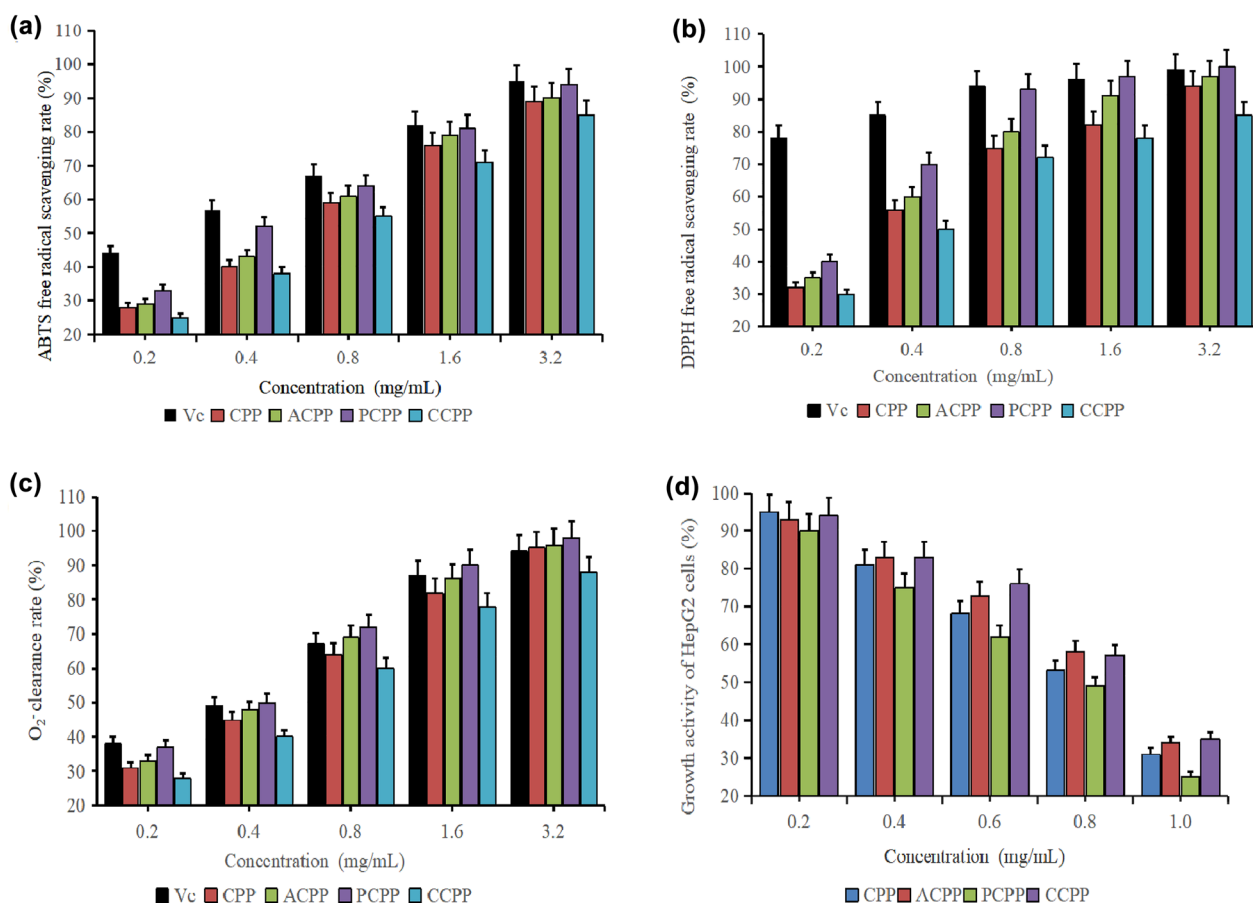 (a)
ABTS free radical scavenging rate (%)
110
100
90
80
70
60
50
40
30
20
0.2 0.4 0.8 1.6 3.2
Concentration (mg/mL)
Vc CPP ACPP PCPP CCPP
(b)
DPPH free radical scavenging rate (%)
110
100
90
80
70
60
50
40
30
20
0.2 0.4 0.8 1.6 3.2
Concentration (mg/mL)
Vc CPP ACPP PCPP CCPP
(c)
O₂⁻ clearance rate (%)
110
100
90
80
70
60
50
40
30
20
0.2 0.4 0.8 1.6 3.2
Concentration (mg/mL)
Vc CPP ACPP PCPP CCPP
(d)
Growth activity of HepG2 cells (%)
100
90
80
70
60
50
40
30
20
0.2 0.4 0.6 0.8 1.0
Concentration (mg/mL)
CPP ACPP PCPP CCPP